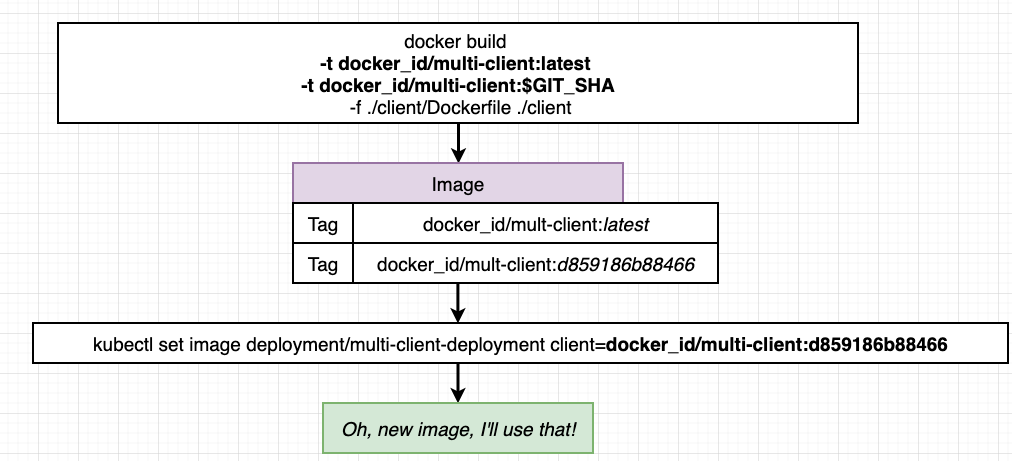 docker build
-t docker_id/multi-client:latest
-t docker_id/multi-client:$GIT_SHA
-f ./client/Dockerfile ./client
Image
Tag docker_id/mult-client:latest
Tag docker_id/mult-client:d859186b88466
kubectl set image deployment/multi-client-deployment client=docker_id/multi-client:d859186b88466
Oh, new image, I'll use that!